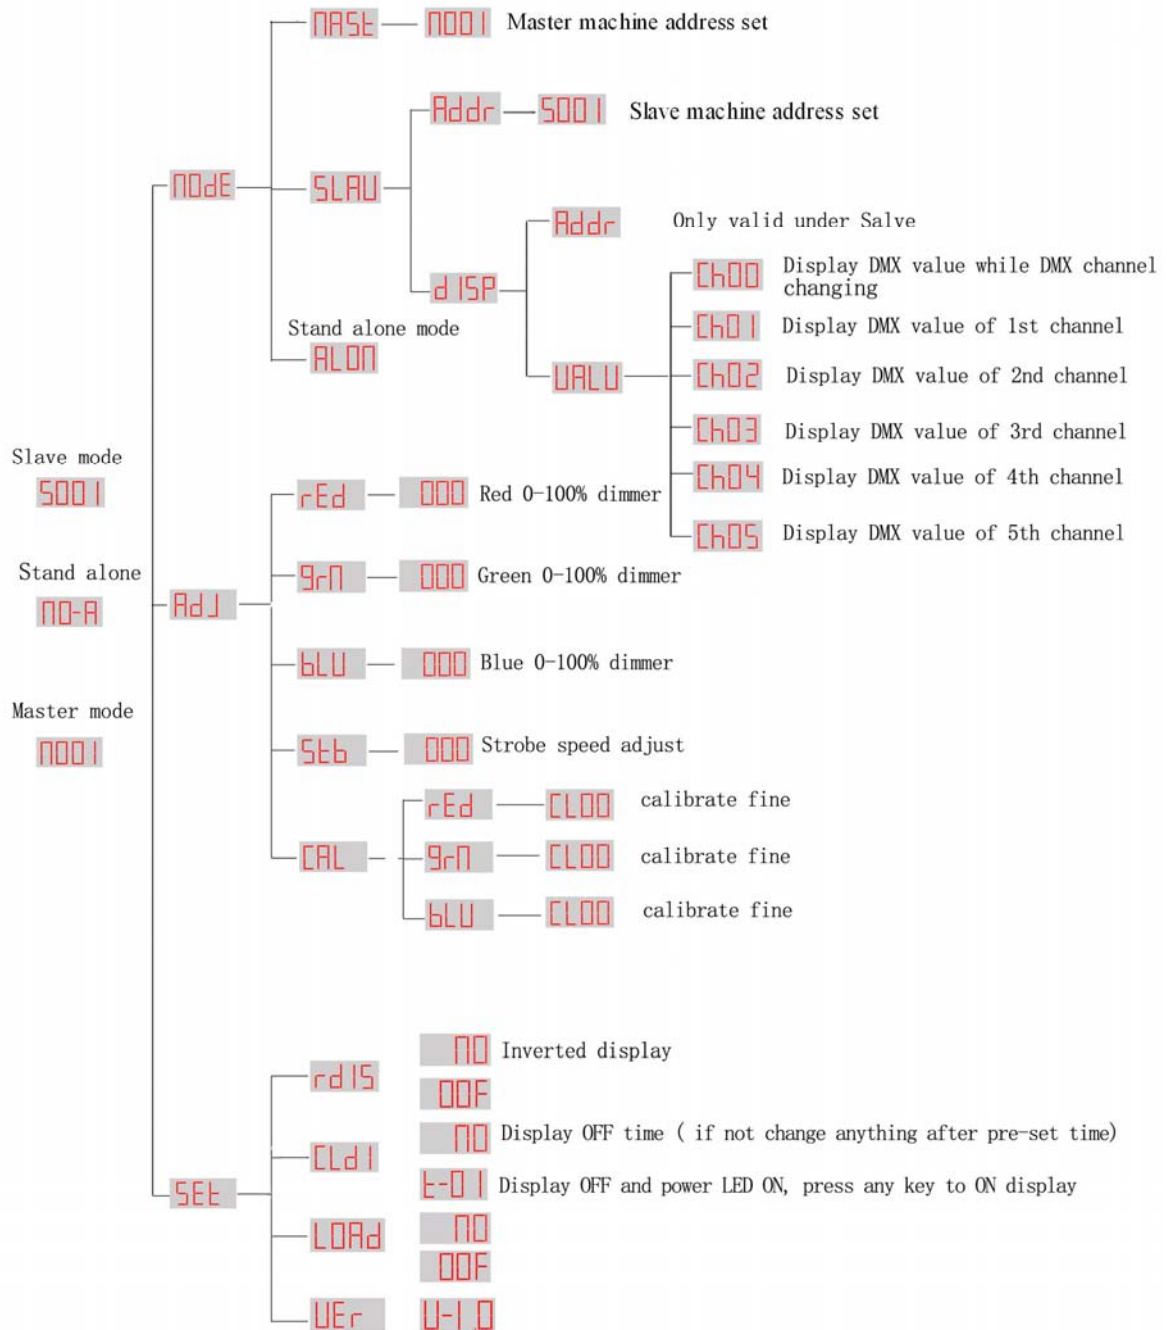 MASt M001 Master machine address set
Addr S001 Slave machine address set
MOdE SLAV
Addr Only valid under Salve
Ch00 Display DMX value while DMX channel
changing
dISP
Stand alone mode
Ch01 Display DMX value of 1st channel
ALON
VALU Ch02 Display DMX value of 2nd channel
Ch03 Display DMX value of 3rd channel
Slave mode
Ch04 Display DMX value of 4th channel
S001
rEd 000 Red 0-100% dimmer
Ch05 Display DMX value of 5th channel
Stand alone
grN 000 Green 0-100% dimmer
NO-A AdJ
bLU 000 Blue 0-100% dimmer
Master mode
M001
Stb 000 Strobe speed adjust
rEd CL00 calibrate fine
CAL grN CL00 calibrate fine
bLU CL00 calibrate fine
NO Inverted display
rdIS
OOF
NO Display OFF time ( if not change anything after pre-set time)
CLdI
SEt t-01 Display OFF and power LED ON, press any key to ON display
LOAd NO
OOF
VEr V-1.0